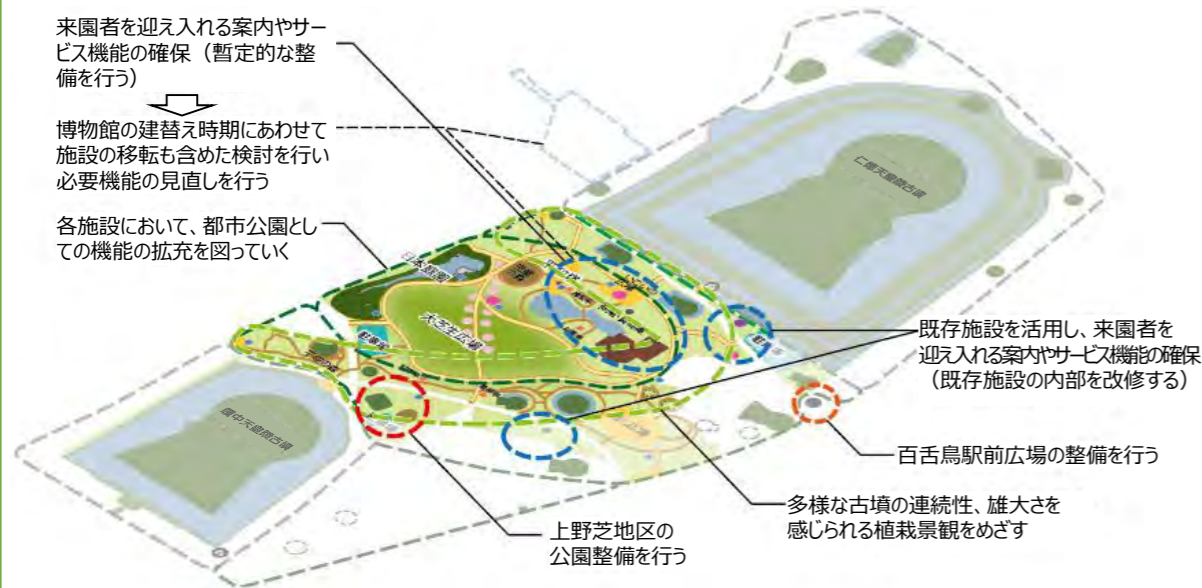 来園者を迎え入れる案内やサー
ビス機能の確保（暫定的な整
備を行う）
博物館の建替え時期にあわせて
施設の移転も含めた検討を行い
必要機能の見直しを行う
各施設において、都市公園とし
ての機能の拡充を図っていく
仁徳天皇陵古墳
日本庭園
大芝生広場
履中天皇陵古墳
既存施設を活用し、来園者を
迎え入れる案内やサービス機能の確保
（既存施設の内部を改修する）
百舌鳥駅前広場の整備を行う
多様な古墳の連続性、雄大さを
感じられる植栽景観をめざす
上野芝地区の
公園整備を行う